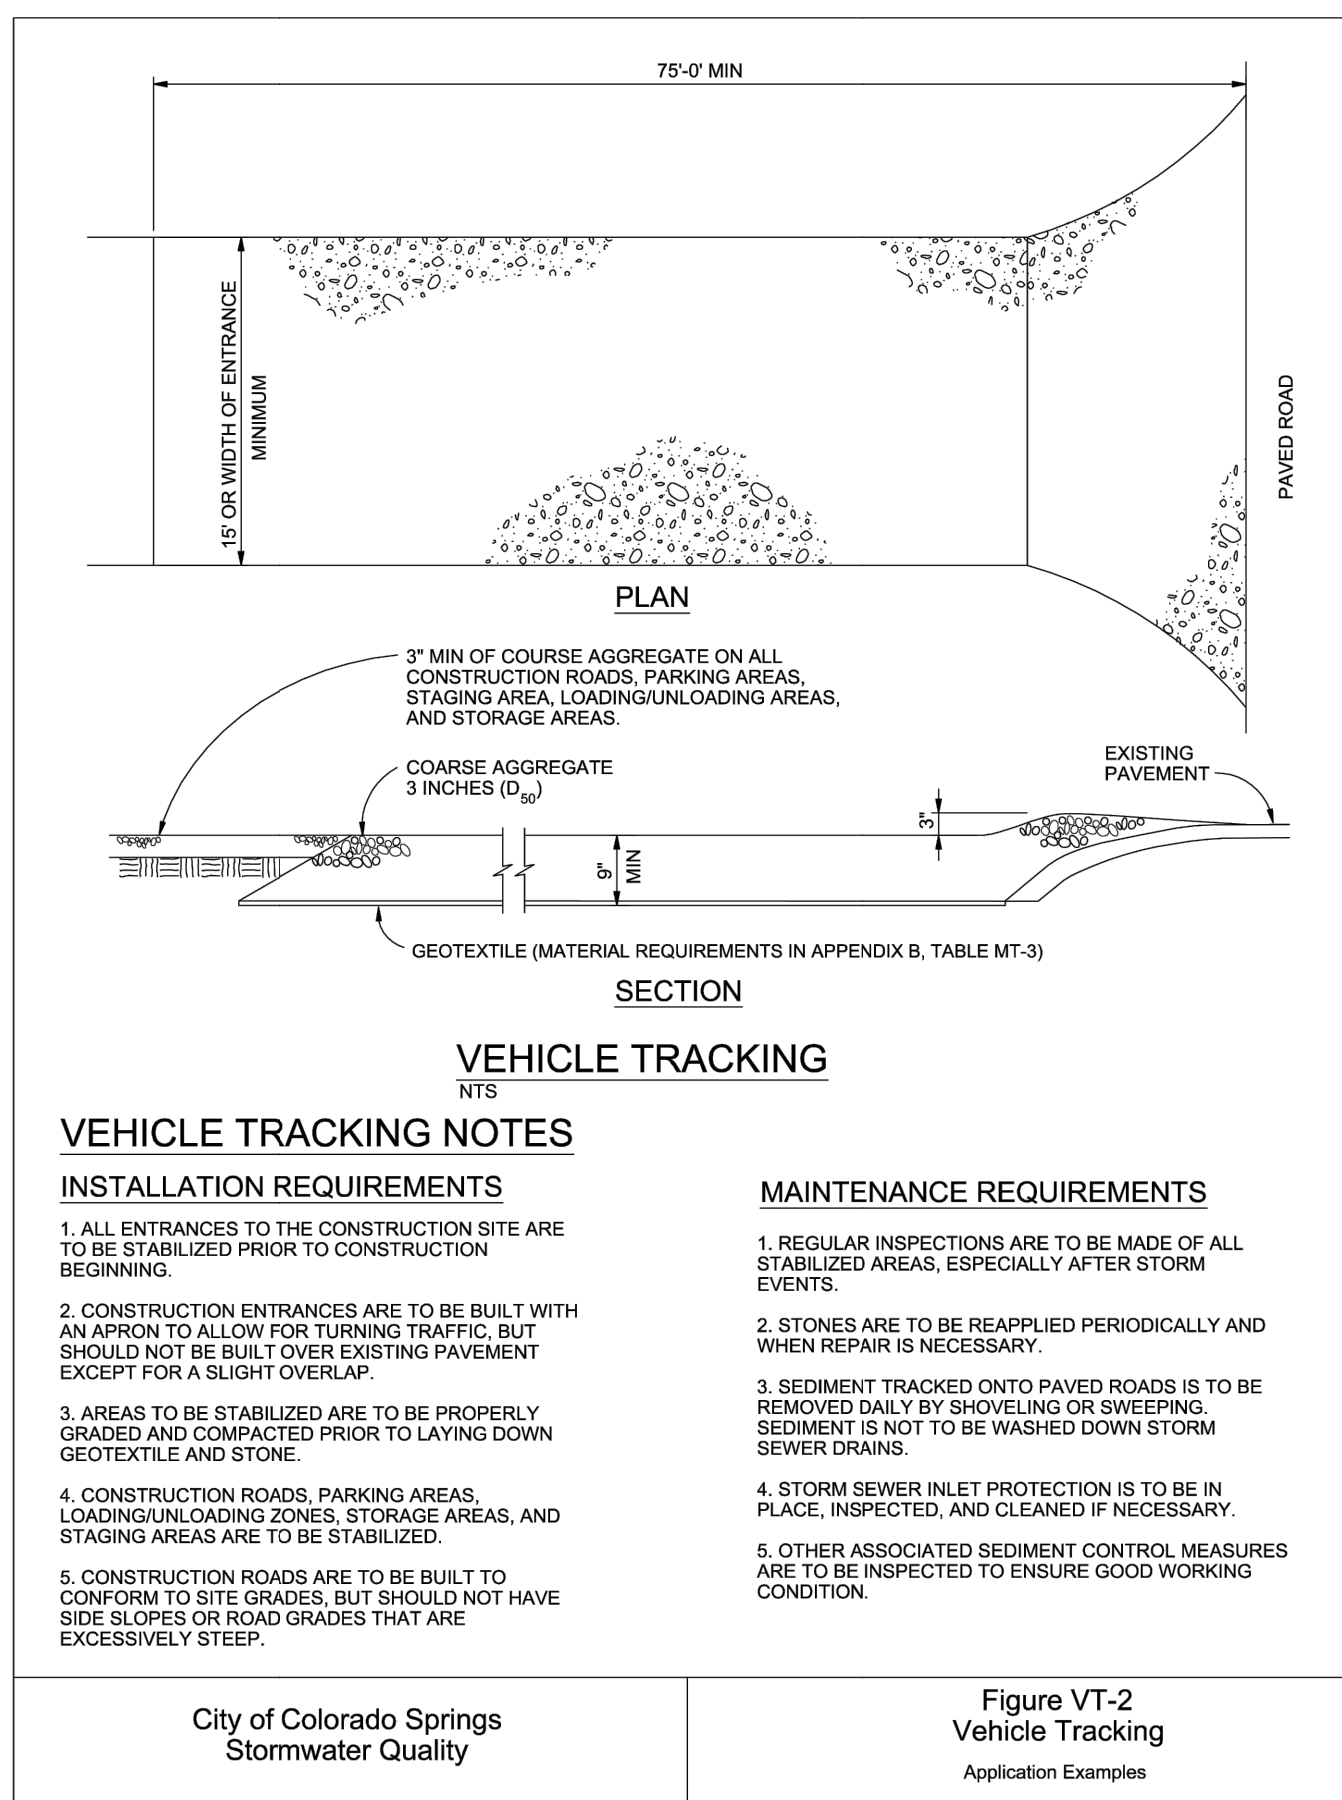 75'-0' MIN
15' OR WIDTH OF ENTRANCE
MINIMUM
PAVED ROAD
PLAN
3" MIN OF COURSE AGGREGATE ON ALL
CONSTRUCTION ROADS, PARKING AREAS,
STAGING AREA, LOADING/UNLOADING AREAS,
AND STORAGE AREAS.
COARSE AGGREGATE
3 INCHES (D50)
EXISTING
PAVEMENT
3"
9"
MIN
GEOTEXTILE (MATERIAL REQUIREMENTS IN APPENDIX B, TABLE MT-3)
SECTION
VEHICLE TRACKING
NTS
VEHICLE TRACKING NOTES
INSTALLATION REQUIREMENTS
1. ALL ENTRANCES TO THE CONSTRUCTION SITE ARE
TO BE STABILIZED PRIOR TO CONSTRUCTION
BEGINNING.
2. CONSTRUCTION ENTRANCES ARE TO BE BUILT WITH
AN APRON TO ALLOW FOR TURNING TRAFFIC, BUT
SHOULD NOT BE BUILT OVER EXISTING PAVEMENT
EXCEPT FOR A SLIGHT OVERLAP.
3. AREAS TO BE STABILIZED ARE TO BE PROPERLY
GRADED AND COMPACTED PRIOR TO LAYING DOWN
GEOTEXTILE AND STONE.
4. CONSTRUCTION ROADS, PARKING AREAS,
LOADING/UNLOADING ZONES, STORAGE AREAS, AND
STAGING AREAS ARE TO BE STABILIZED.
5. CONSTRUCTION ROADS ARE TO BE BUILT TO
CONFORM TO SITE GRADES, BUT SHOULD NOT HAVE
SIDE SLOPES OR ROAD GRADES THAT ARE
EXCESSIVELY STEEP.
MAINTENANCE REQUIREMENTS
1. REGULAR INSPECTIONS ARE TO BE MADE OF ALL
STABILIZED AREAS, ESPECIALLY AFTER STORM
EVENTS.
2. STONES ARE TO BE REAPPLIED PERIODICALLY AND
WHEN REPAIR IS NECESSARY.
3. SEDIMENT TRACKED ONTO PAVED ROADS IS TO BE
REMOVED DAILY BY SHOVELING OR SWEEPING.
SEDIMENT IS NOT TO BE WASHED DOWN STORM
SEWER DRAINS.
4. STORM SEWER INLET PROTECTION IS TO BE IN
PLACE, INSPECTED, AND CLEANED IF NECESSARY.
5. OTHER ASSOCIATED SEDIMENT CONTROL MEASURES
ARE TO BE INSPECTED TO ENSURE GOOD WORKING
CONDITION.
City of Colorado Springs
Stormwater Quality
Figure VT-2
Vehicle Tracking
Application Examples